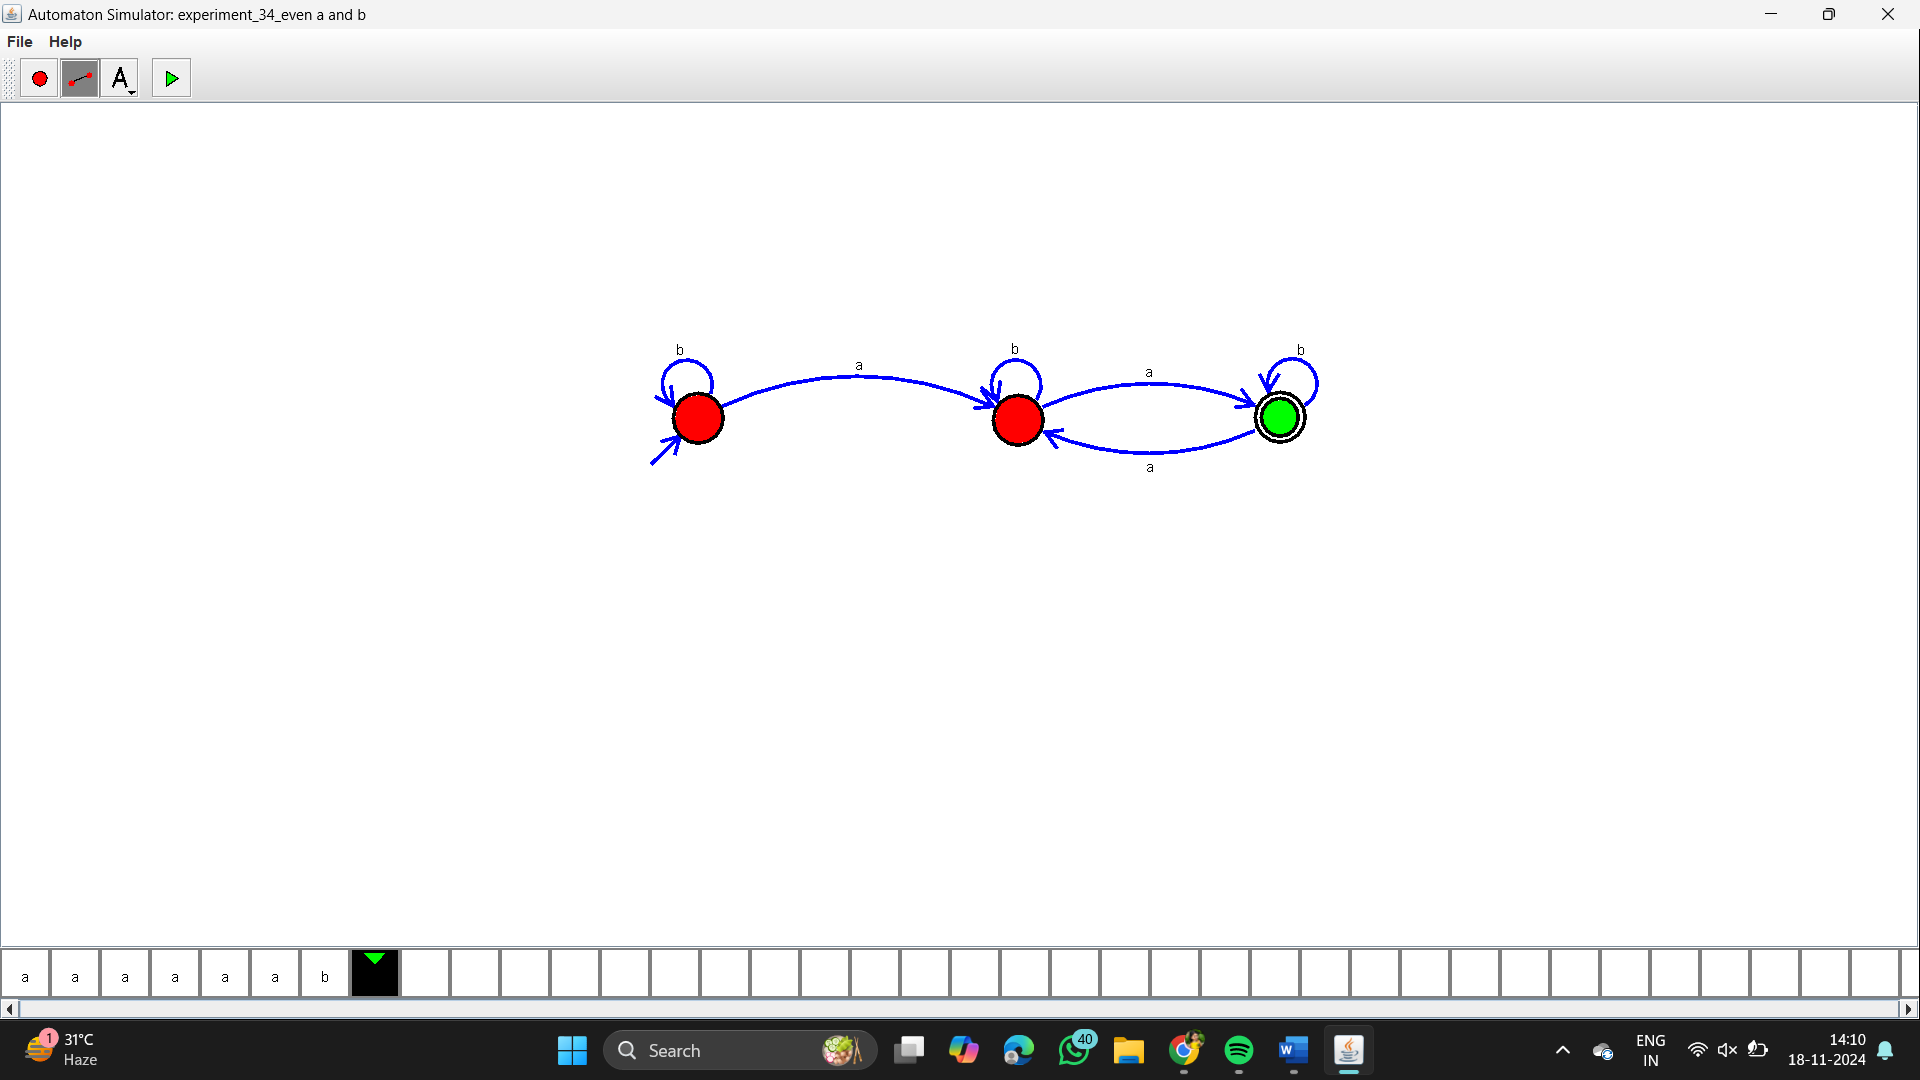 Automaton Simulator: experiment_34_even a and b
File Help
A
b a b a b
a
a a a a a a b
1 31°C
Haze
Search
40
W
ENG
IN
14:10
18-11-2024